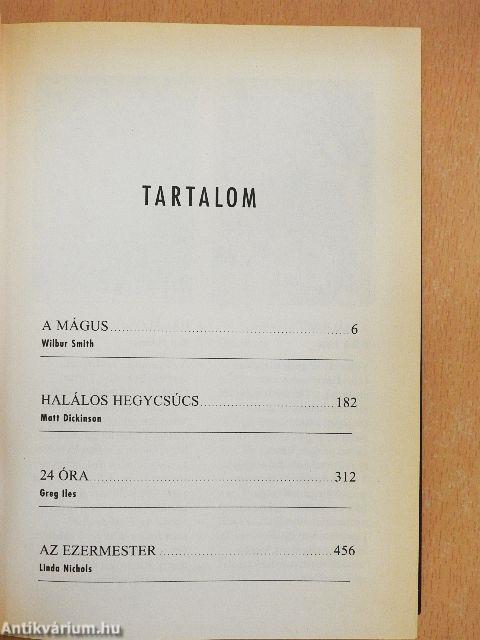 TARTALOM
A MÁGUS........................................................6
Wilbur Smith
HALÁLOS HEGYCSÚCS................................182
Matt Dickinson
24 ÓRA........................................................312
Greg Iles
AZ EZERMESTER........................................456
Linda Nichols
Antikvárium.hu